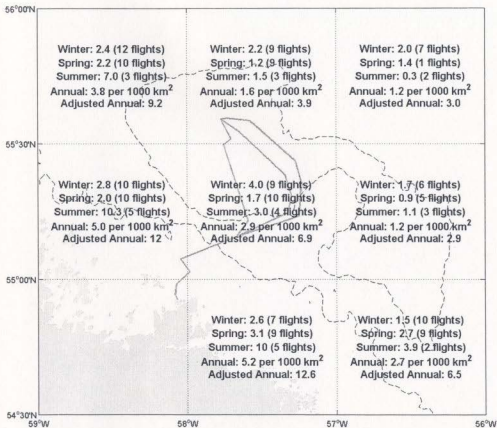 56°00'N
Winter: 2.4 (12 flights)
Spring: 2.2 (10 flights)
Summer: 7.0 (3 flights)
Annual: 3.8 per 1000 km²
Adjusted Annual: 9.2
Winter: 2.2 (9 flights)
Spring: 1.2 (9 flights)
Summer: 1.5 (3 flights)
Annual: 1.6 per 1000 km²
Adjusted Annual: 3.9
Winter: 2.0 (7 flights)
Spring: 1.4 (1 flights)
Summer: 0.3 (2 flights)
Annual: 1.2 per 1000 km²
Adjusted Annual: 3.0
55°30'N
Winter: 2.8 (10 flights)
Spring: 2.0 (10 flights)
Summer: 10.3 (5 flights)
Annual: 5.0 per 1000 km²
Adjusted Annual: 12
Winter: 4.0 (9 flights)
Spring: 1.7 (10 flights)
Summer: 3.0 (4 flights)
Annual: 2.9 per 1000 km²
Adjusted Annual: 6.9
Winter: 1.7 (6 flights)
Spring: 0.9 (5 flights)
Summer: 1.1 (3 flights)
Annual: 1.2 per 1000 km²
Adjusted Annual: 2.9
55°00'N
Winter: 2.6 (7 flights)
Spring: 3.1 (9 flights)
Summer: 10 (5 flights)
Annual: 5.2 per 1000 km²
Adjusted Annual: 12.6
Winter: 1.5 (10 flights)
Spring: 2.7 (9 flights)
Summer: 3.9 (2 flights)
Annual: 2.7 per 1000 km²
Adjusted Annual: 6.5
54°30'N
59°W 58°W 57°W 56°W